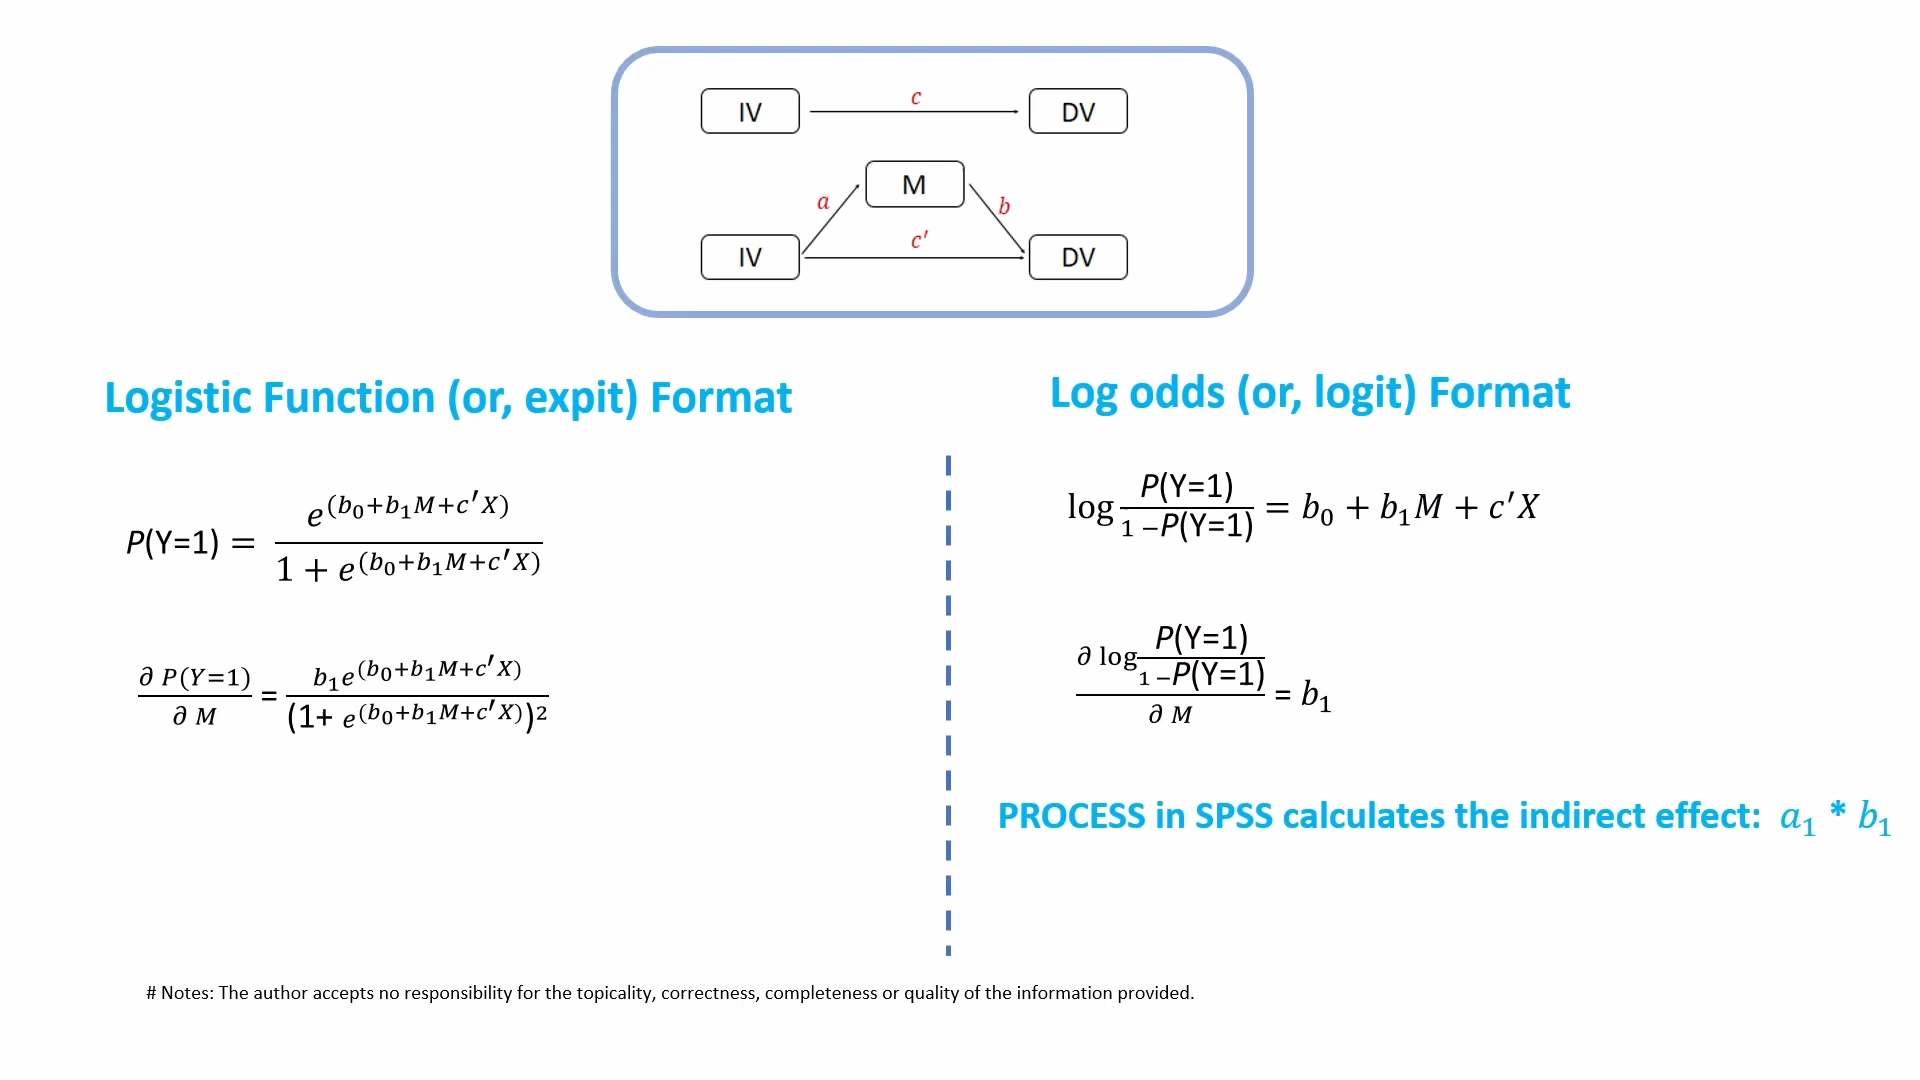 IV c DV
M
a b
c′
IV DV
Logistic Function (or, expit) Format
P(Y=1) = e^(b₀+b₁M+c′X) / 1 + e^(b₀+b₁M+c′X)
∂ P(Y=1) / ∂ M = b₁e^(b₀+b₁M+c′X) / (1+ e^(b₀+b₁M+c′X))²
Log odds (or, logit) Format
log P(Y=1) / 1 −P(Y=1) = b₀ + b₁M + c′X
∂ log P(Y=1) / 1 −P(Y=1) / ∂ M = b₁
PROCESS in SPSS calculates the indirect effect: a₁ * b₁
# Notes: The author accepts no responsibility for the topicality, correctness, completeness or quality of the information provided.